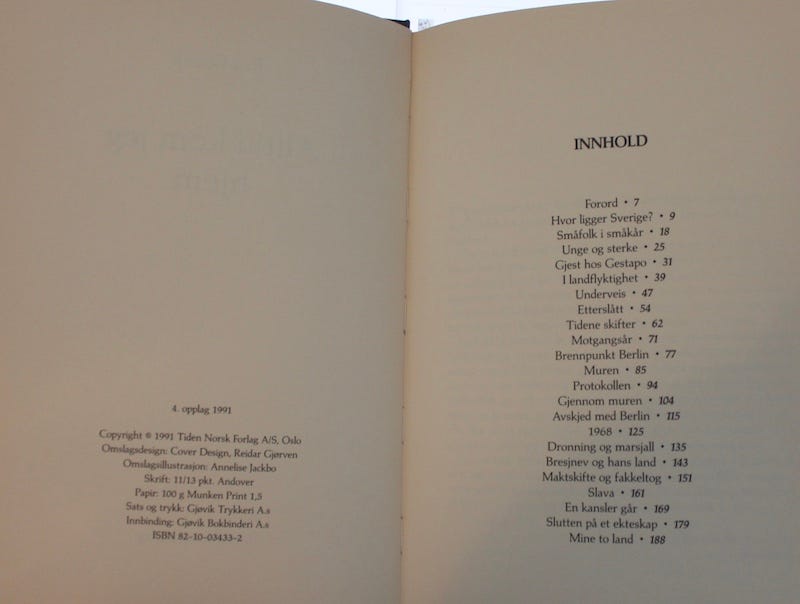 4. opplag 1991
Copyright © 1991 Tiden Norsk Forlag A/S, Oslo
Omslagsdesign: Cover Design, Reidar Gjørven
Omslagsillustrasjon: Annelise Jackbo
Skrift: 11/13 pkt. Andover
Papir: 100 g Munken Print 1,5
Sats og trykk: Gjøvik Trykkeri A.s
Innbinding: Gjøvik Bokbinderi A.s
ISBN 82-10-03433-2
INNHOLD
Forord • 7
Hvor ligger Sverige? • 9
Småfolk i småkår • 18
Unge og sterke • 25
Gjest hos Gestapo • 31
I landflyktighet • 39
Underveis • 47
Etterslått • 54
Tidene skifter • 62
Motgangsår • 71
Brennpunkt Berlin • 77
Muren • 85
Protokollen • 94
Gjennom muren • 104
Avskjed med Berlin • 115
1968 • 125
Dronning og marsjall • 135
Bresjnev og hans land • 143
Maktskifte og fakkeltog • 151
Slava • 161
En kansler går • 169
Slutten på et ekteskap • 179
Mine to land • 188